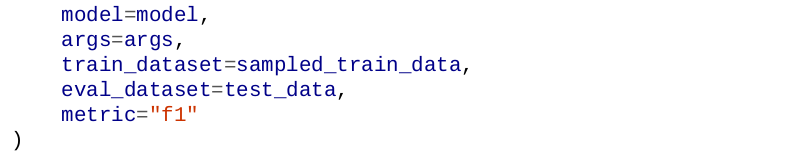 model=model,
    args=args,
    train_dataset=sampled_train_data,
    eval_dataset=test_data,
    metric="f1"
)